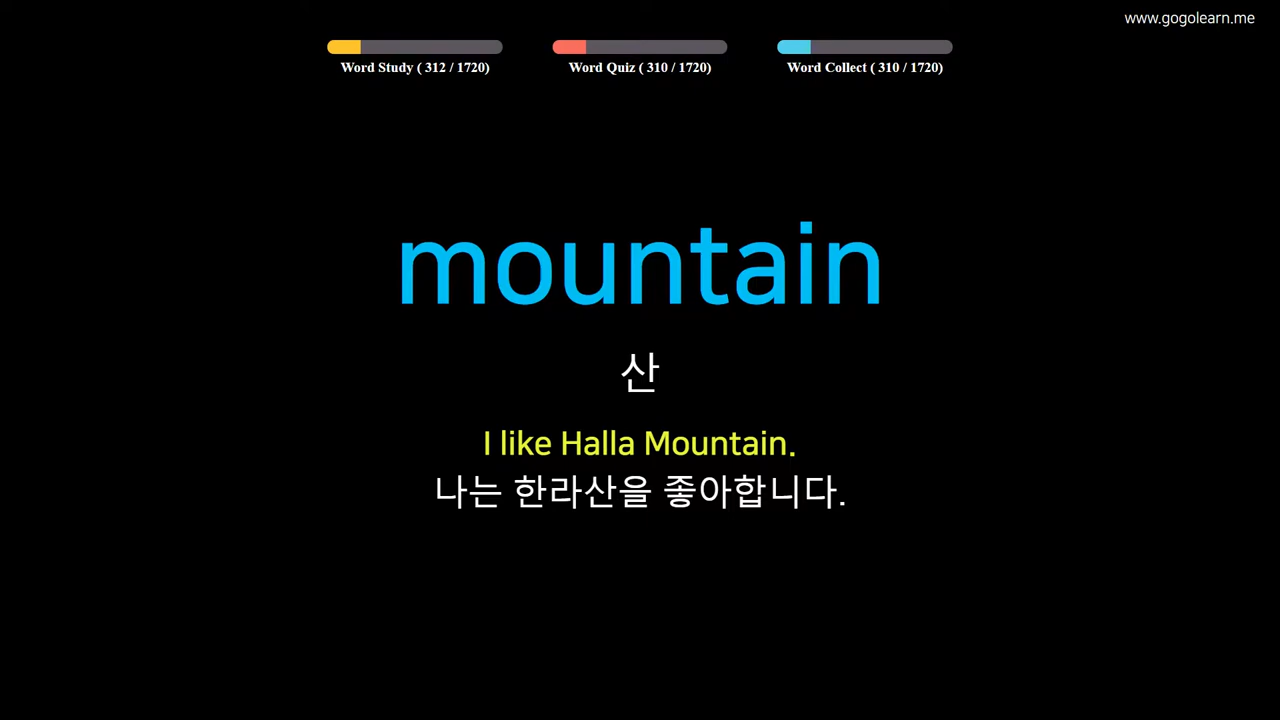 www.gogolearn.me
Word Study ( 312 / 1720)
Word Quiz ( 310 / 1720)
Word Collect ( 310 / 1720)
mountain
산
I like Halla Mountain.
나는 한라산을 좋아합니다.